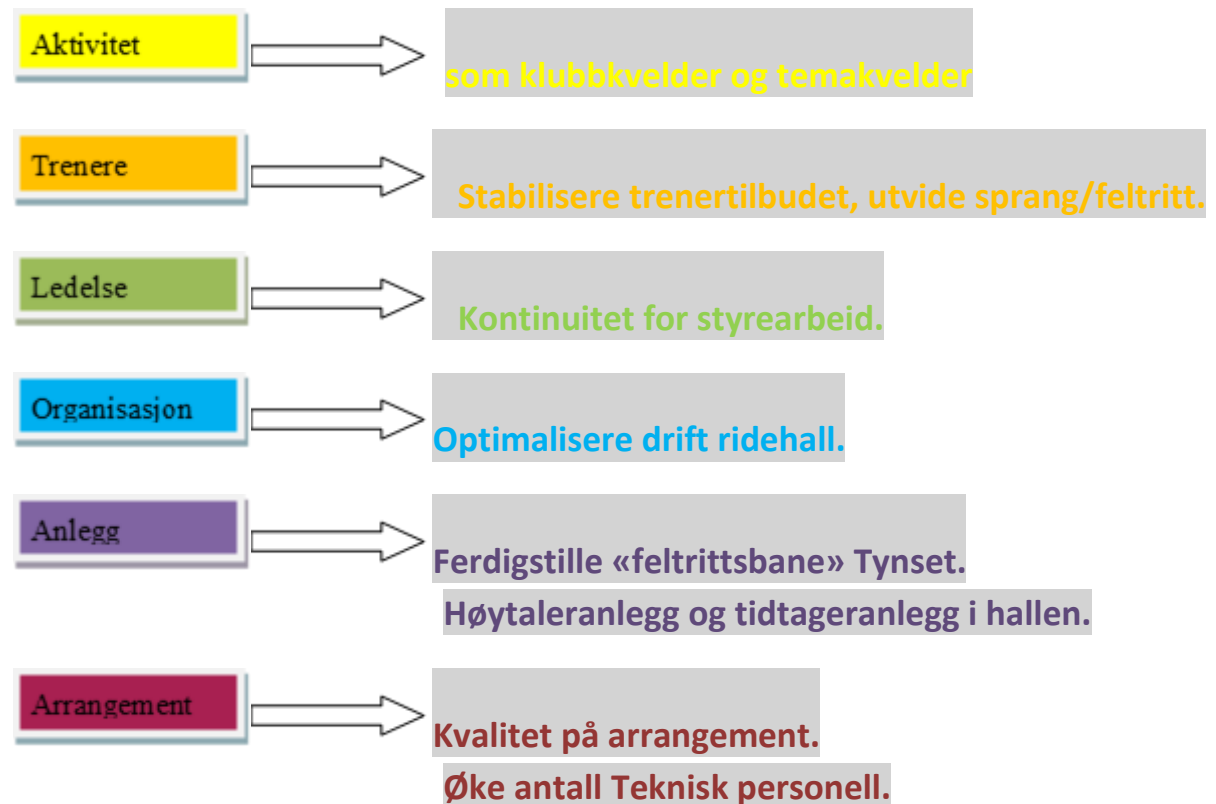 Aktivitet
som klubbkvelder og temakvelder
Trenere
Stabilisere trenertilbudet, utvide sprang/feltritt.
Ledelse
Kontinuitet for styrearbeid.
Organisasjon
Optimalisere drift ridehall.
Anlegg
Ferdigstille «feltrittsbane» Tynset.
Høytaleranlegg og tidtageranlegg i hallen.
Arrangement
Kvalitet på arrangement.
Øke antall Teknisk personell.